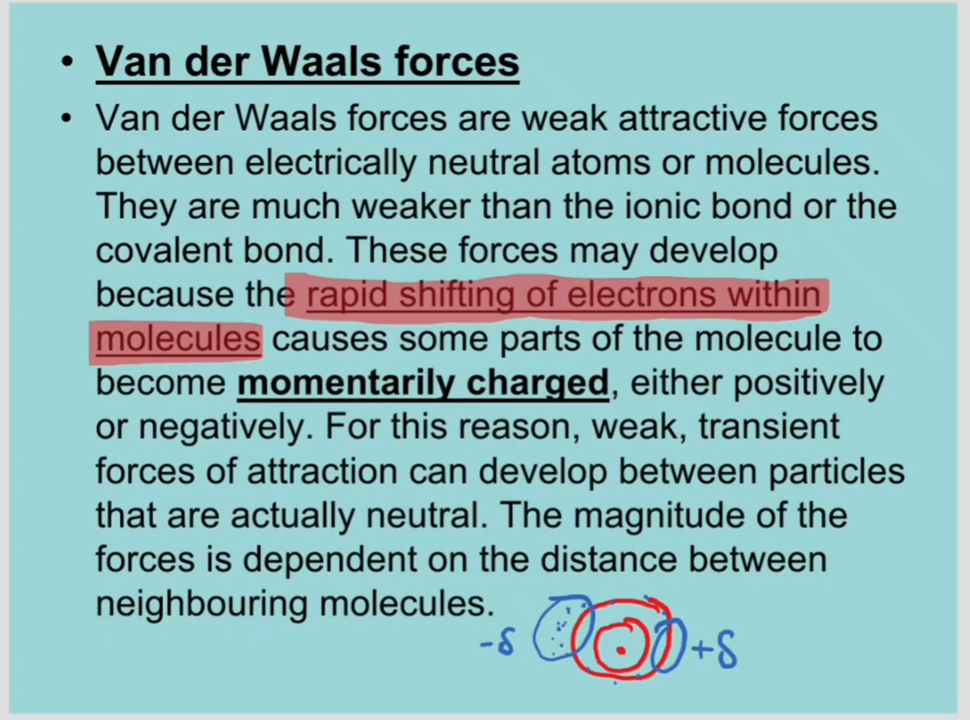 • Van der Waals forces
• Van der Waals forces are weak attractive forces
between electrically neutral atoms or molecules.
They are much weaker than the ionic bond or the
covalent bond. These forces may develop
because the rapid shifting of electrons within
molecules causes some parts of the molecule to
become momentarily charged, either positively
or negatively. For this reason, weak, transient
forces of attraction can develop between particles
that are actually neutral. The magnitude of the
forces is dependent on the distance between
neighbouring molecules.
-δ +δ